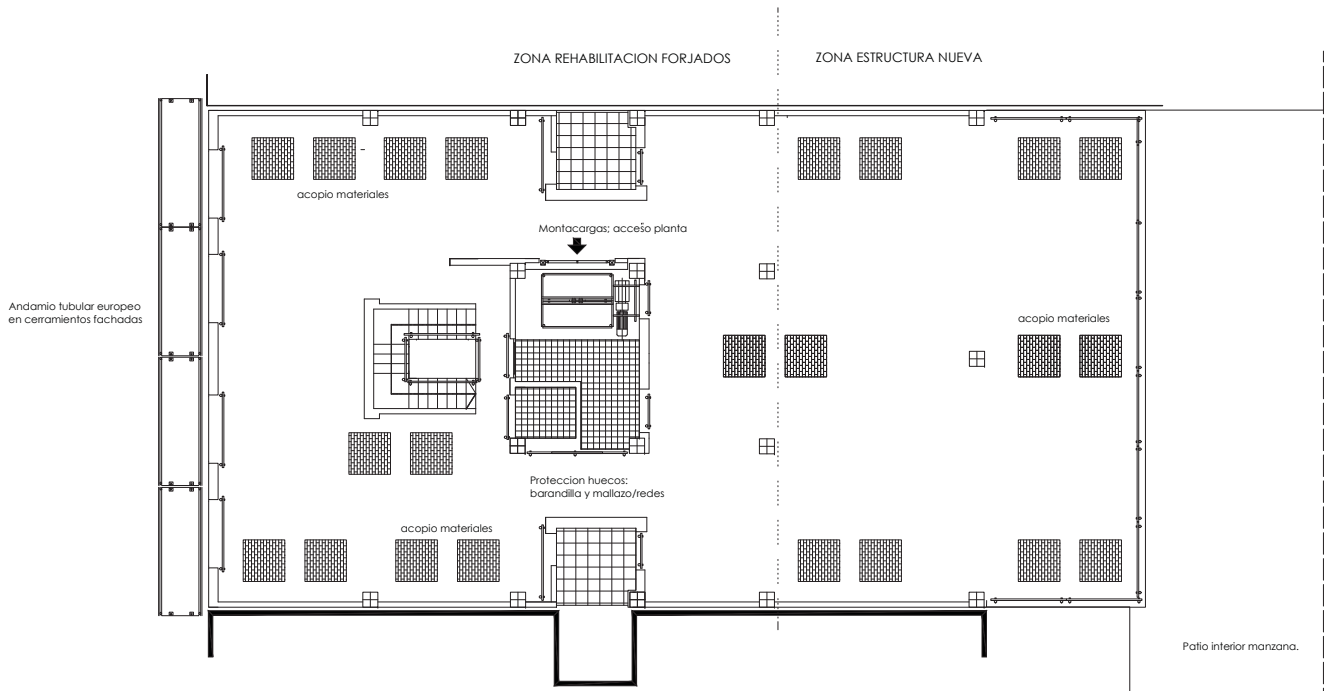 ZONA REHABILITACION FORJADOS
ZONA ESTRUCTURA NUEVA
acopio materiales
Montacargas; acceso planta
Andamio tubular europeo
en cerramientos fachadas
acopio materiales
Proteccion huecos:
barandilla y mallazo/redes
acopio materiales
Patio interior manzana.